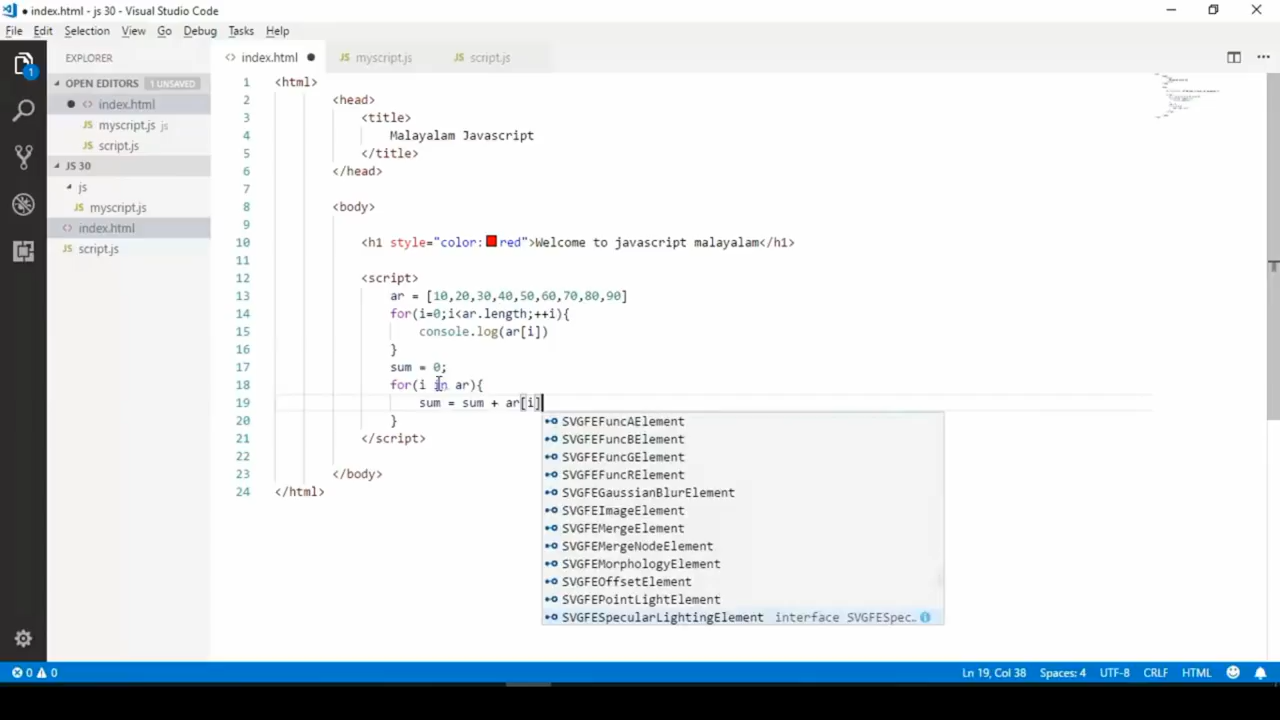 ● index.html - js 30 - Visual Studio Code
File Edit Selection View Go Debug Tasks Help
EXPLORER
OPEN EDITORS 1 UNSAVED
● <> index.html
JS myscript.js js
JS script.js
JS 30
js
JS myscript.js
<> index.html
JS script.js
1
<> index.html ●
JS myscript.js
JS script.js
1 <html>
2 <head>
3 <title>
4 Malayalam Javascript
5 </title>
6 </head>
7
8 <body>
9
10 <h1 style="color:red">Welcome to javascript malayalam</h1>
11
12 <script>
13 ar = [10,20,30,40,50,60,70,80,90]
14 for(i=0;i<ar.length;++i){
15 console.log(ar[i])
16 }
17 sum = 0;
18 for(i in ar){
19 sum = sum + ar[i]
20 }
21 </script>
22
23 </body>
24 </html>
SVGFEFuncAElement
SVGFEFuncBElement
SVGFEFuncGElement
SVGFEFuncRElement
SVGFEGaussianBlurElement
SVGFEImageElement
SVGFEMergeElement
SVGFEMergeNodeElement
SVGFEMorphologyElement
SVGFEOffsetElement
SVGFEPointLightElement
SVGFESpecularLightingElement interface SVGFESpec…
0 0
Ln 19, Col 38 Spaces: 4 UTF-8 CRLF HTML